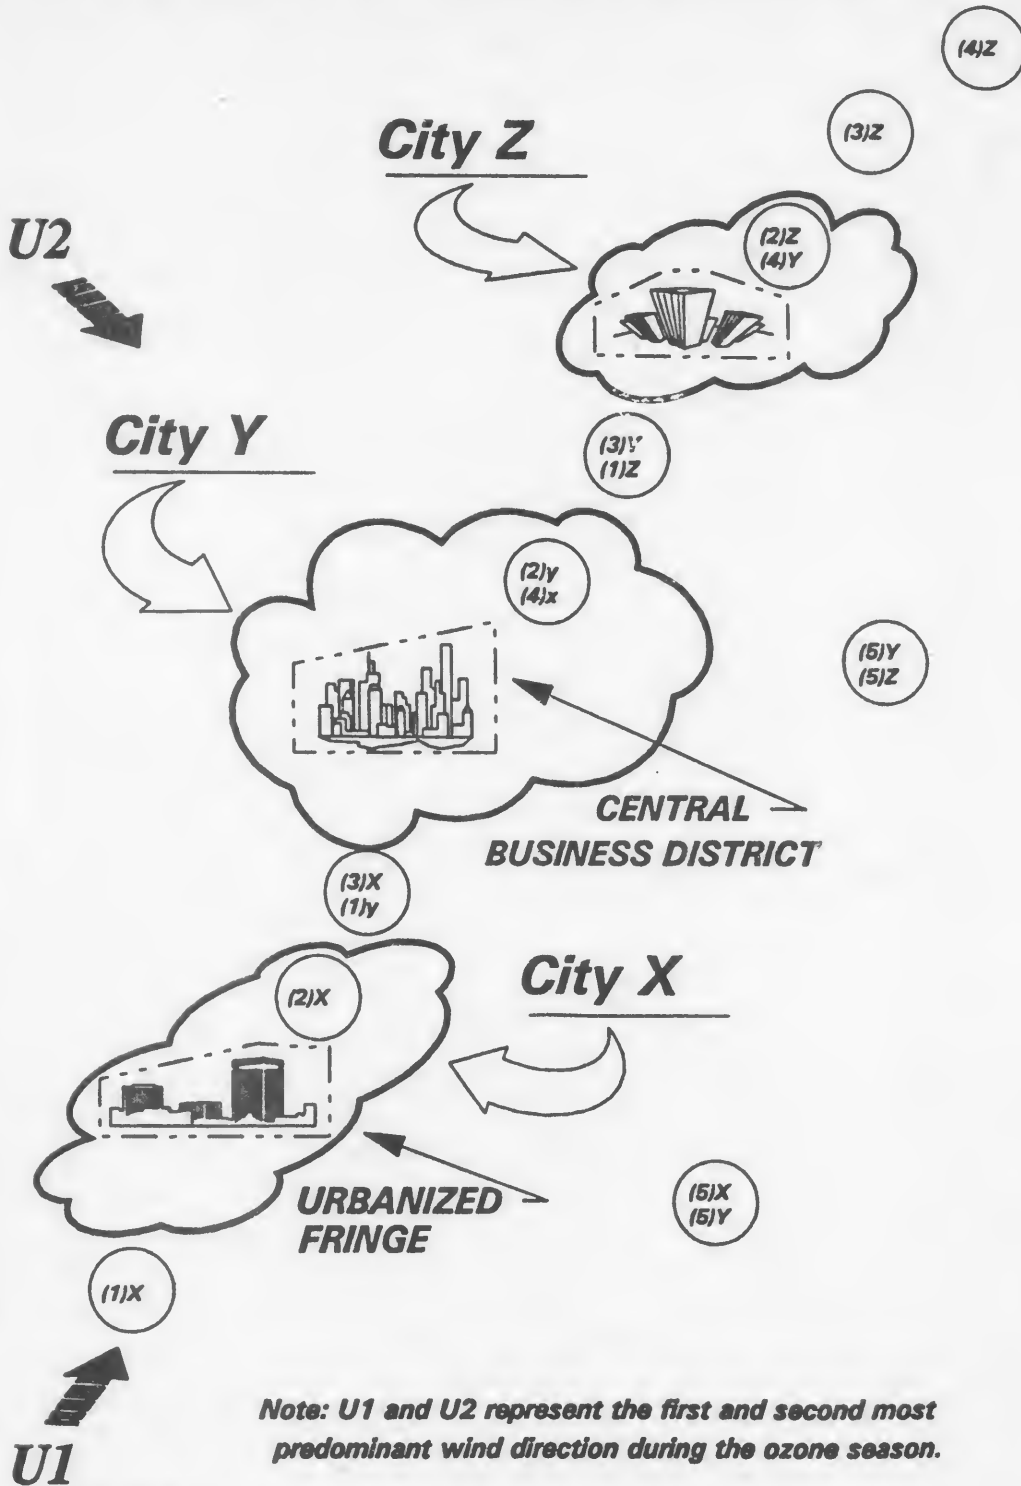 (4)Z
(3)Z
City Z
U2
(2)Z
(4)Y
City Y
(3)Y
(1)Z
(2)y
(4)x
(5)Y
(5)Z
CENTRAL
BUSINESS DISTRICT
(3)X
(1)y
City X
(2)X
URBANIZED
FRINGE
(5)X
(5)Y
(1)X
U1
Note: U1 and U2 represent the first and second most
predominant wind direction during the ozone season.